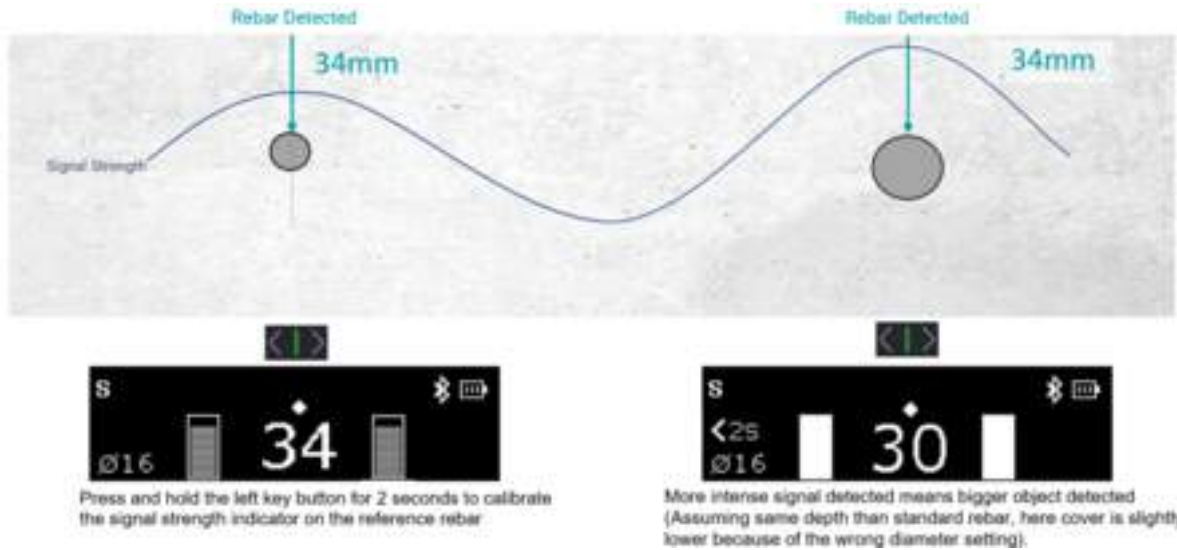 Rebar Detected
Rebar Detected
34mm
34mm
Signal Strength
S
34
Ø16
S
<2s
30
Ø16
Press and hold the left key button for 2 seconds to calibrate
the signal strength indicator on the reference rebar
More intense signal detected means bigger object detected
(Assuming same depth than standard rebar, here cover is slightly
lower because of the wrong diameter setting).